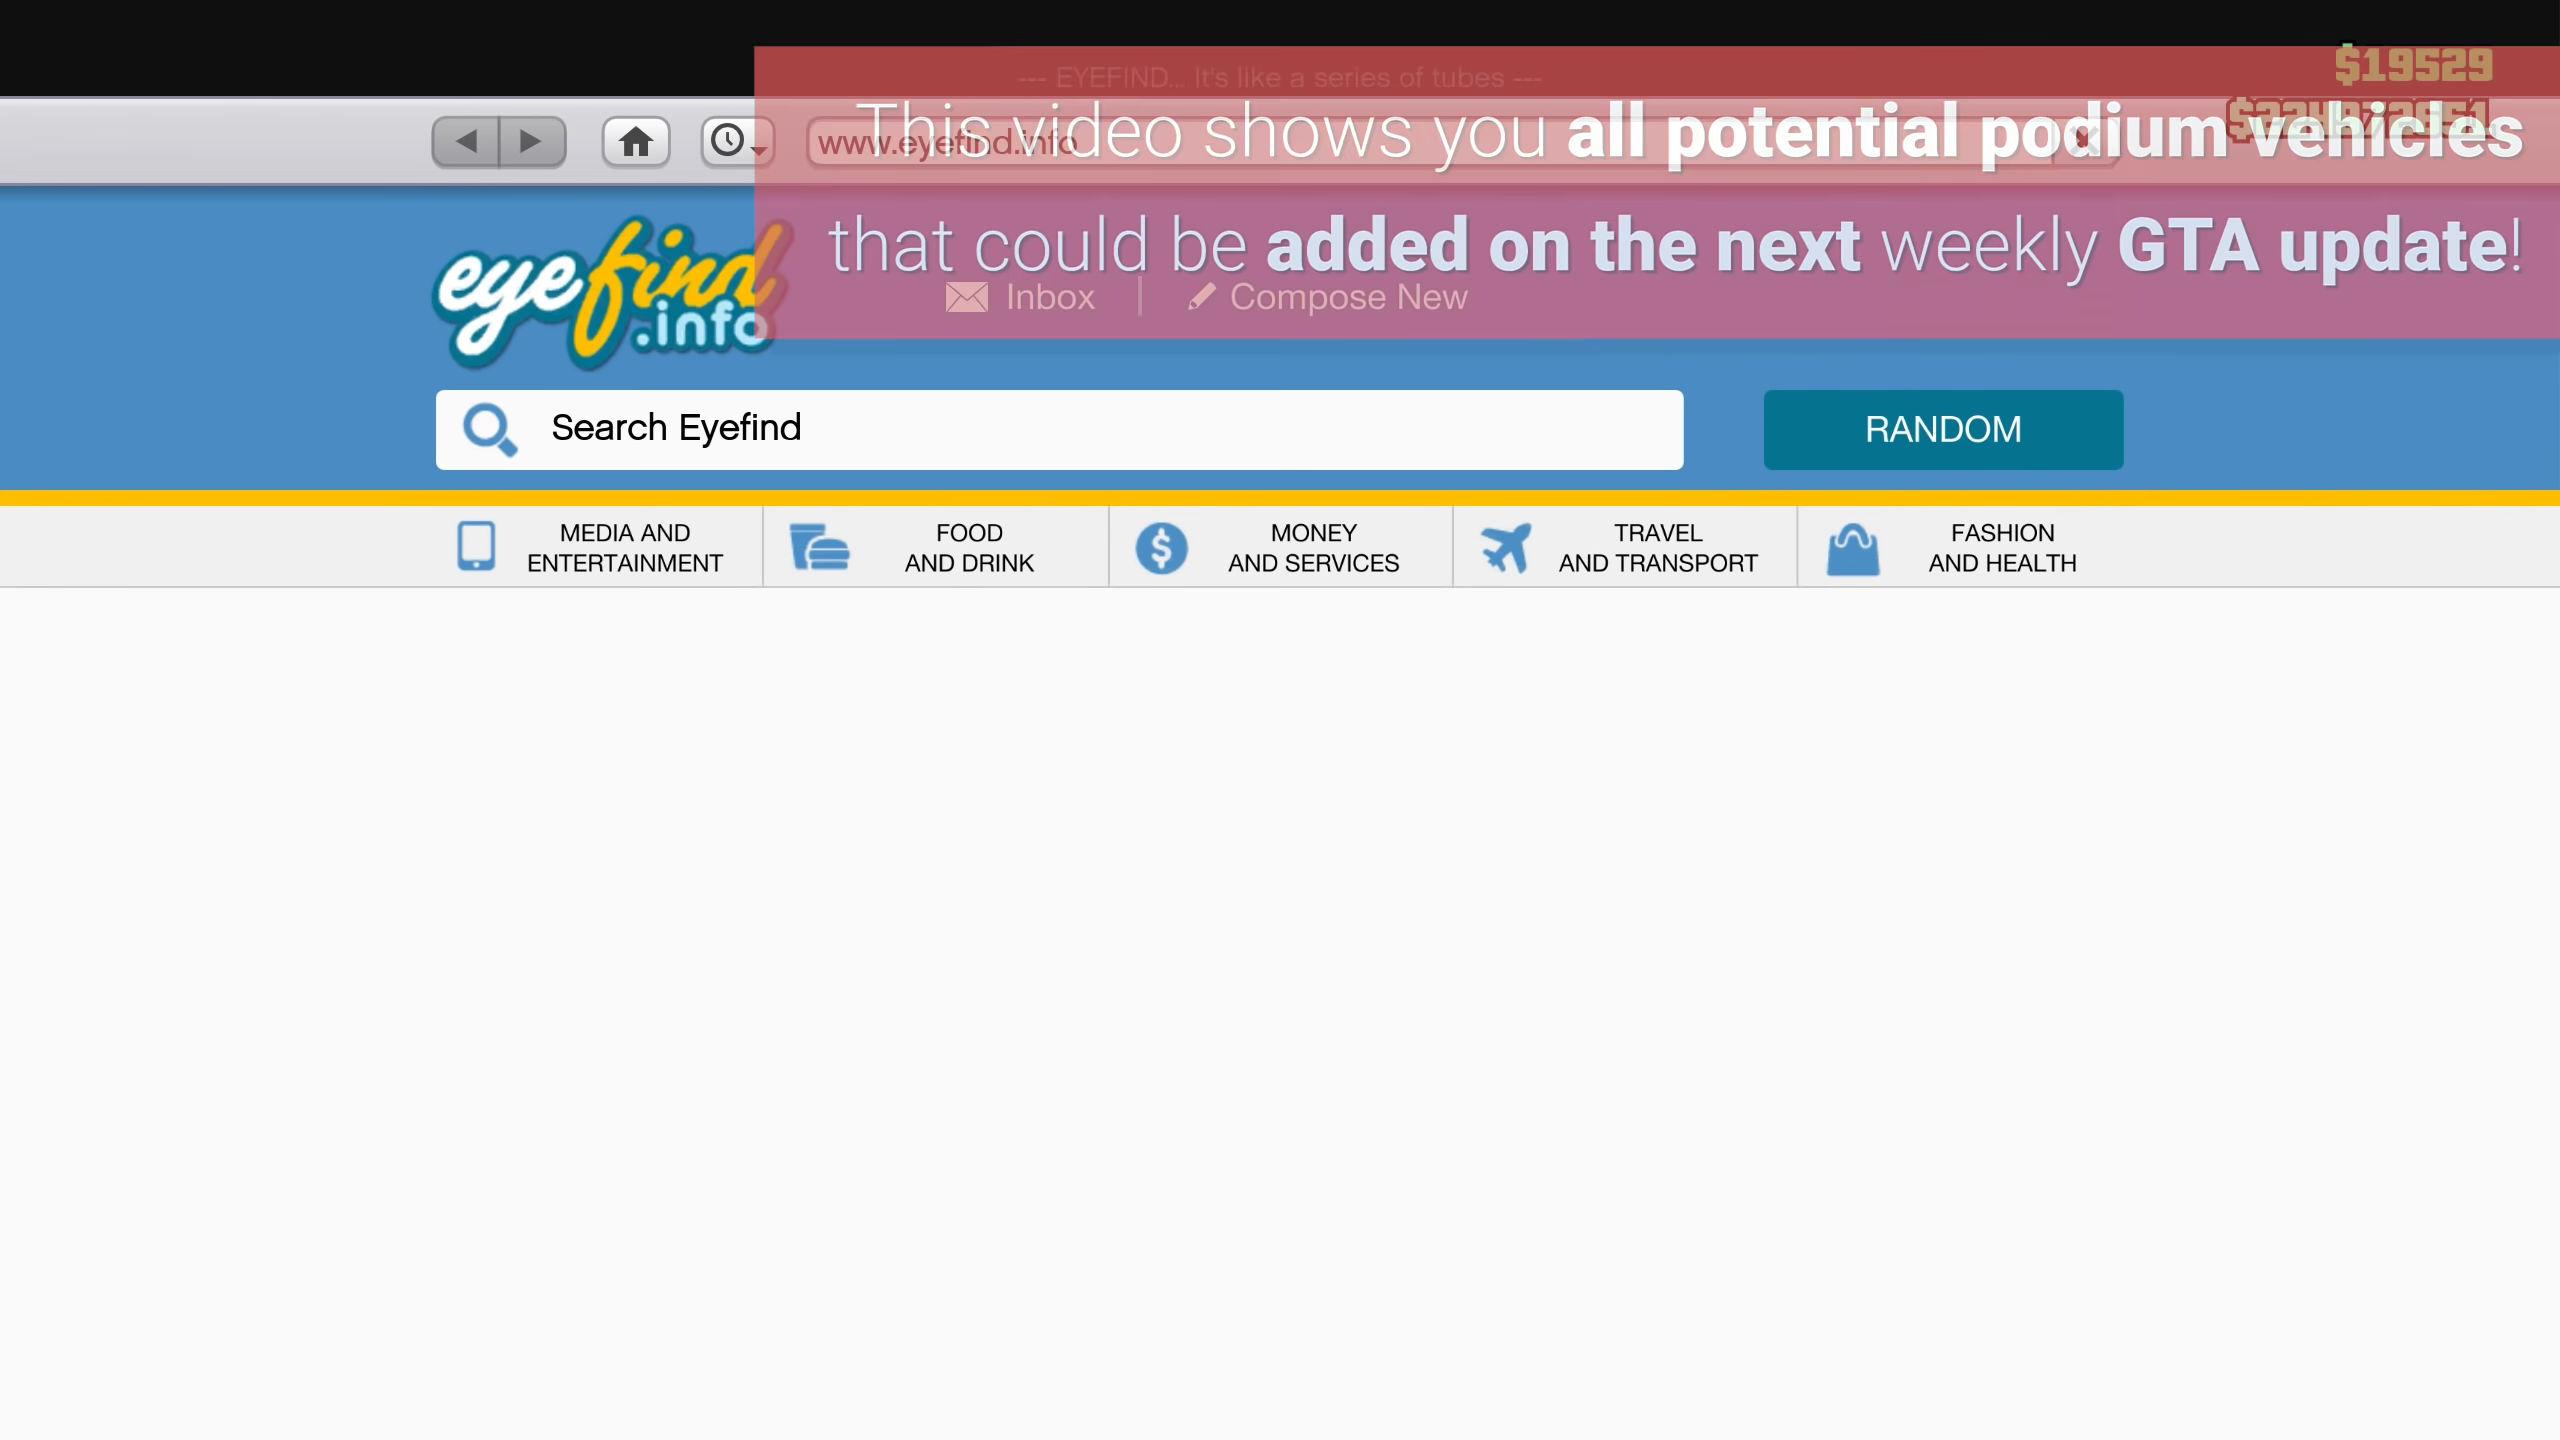 --- EYEFIND... It's like a series of tubes ---
$19529
This video shows you all potential podium vehicles
www.eyefind.info
that could be added on the next weekly GTA update!
eyefind
.info
Inbox | Compose New
Search Eyefind
RANDOM
MEDIA AND
ENTERTAINMENT
FOOD
AND DRINK
MONEY
AND SERVICES
TRAVEL
AND TRANSPORT
FASHION
AND HEALTH